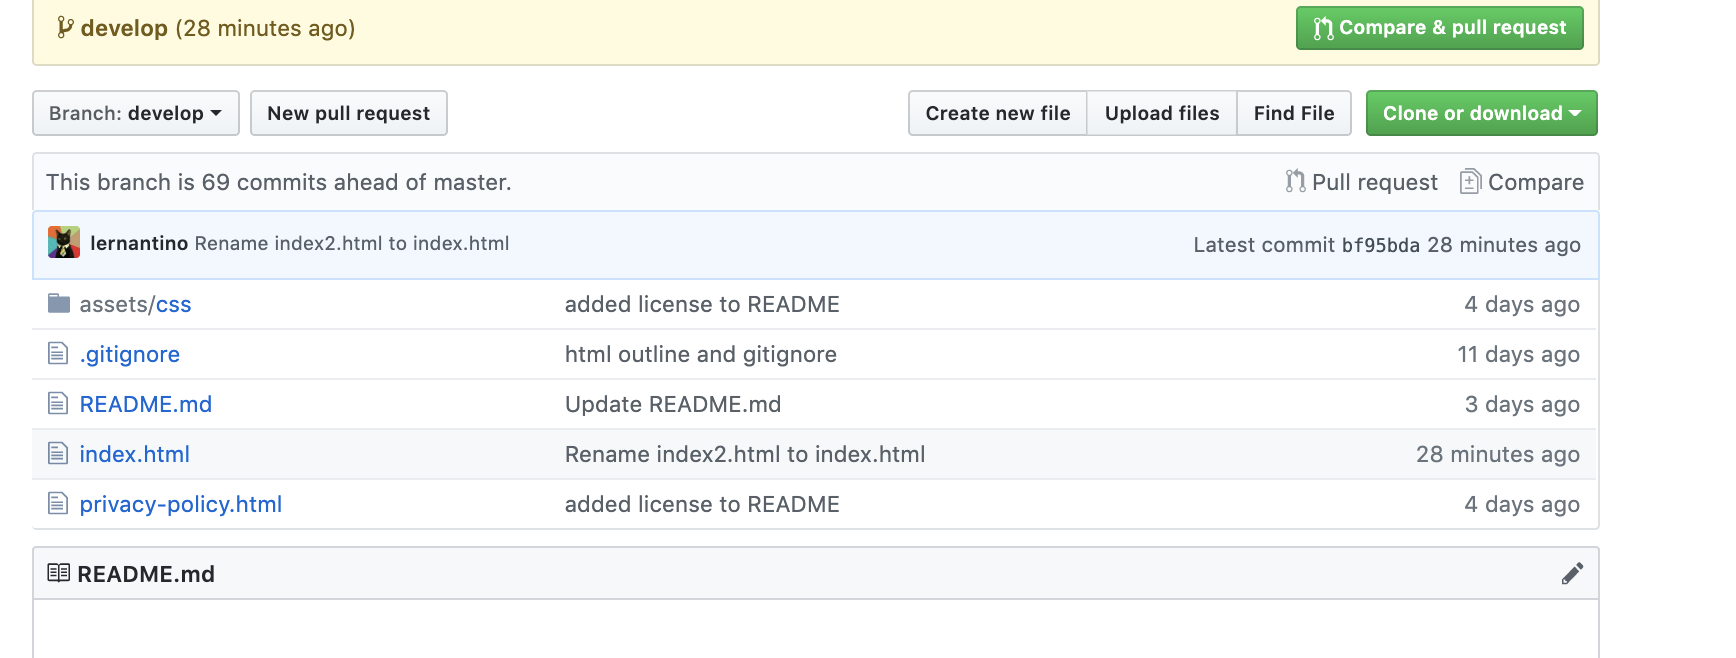 develop (28 minutes ago) Compare & pull request
Branch: develop New pull request Create new file Upload files Find File Clone or download
This branch is 69 commits ahead of master. Pull request Compare
lernantino Rename index2.html to index.html Latest commit bf95bda 28 minutes ago
assets/css added license to README 4 days ago
.gitignore html outline and gitignore 11 days ago
README.md Update README.md 3 days ago
index.html Rename index2.html to index.html 28 minutes ago
privacy-policy.html added license to README 4 days ago
README.md